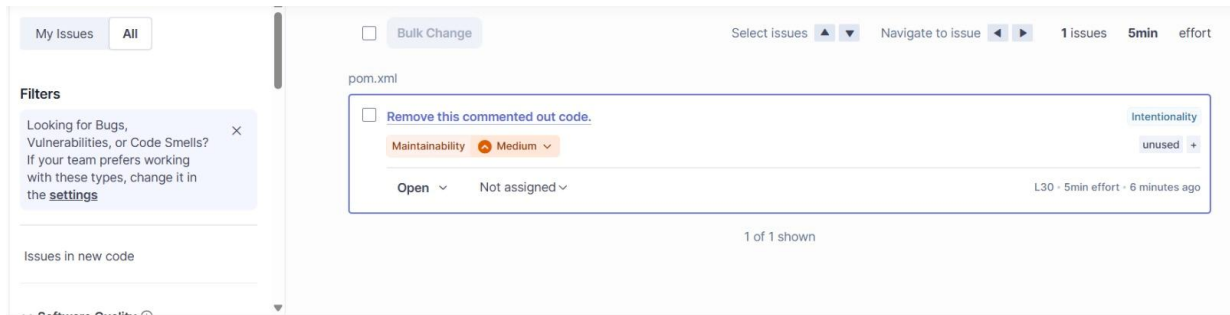 My Issues All
Bulk Change
Select issues
Navigate to issue
1 issues 5min effort
pom.xml
Filters
Looking for Bugs,
Vulnerabilities, or Code Smells?
If your team prefers working
with these types, change it in
the settings
Remove this commented out code.
Intentionality
Maintainability Medium
unused +
Open Not assigned
L30 • 5min effort • 6 minutes ago
1 of 1 shown
Issues in new code
Software Quality